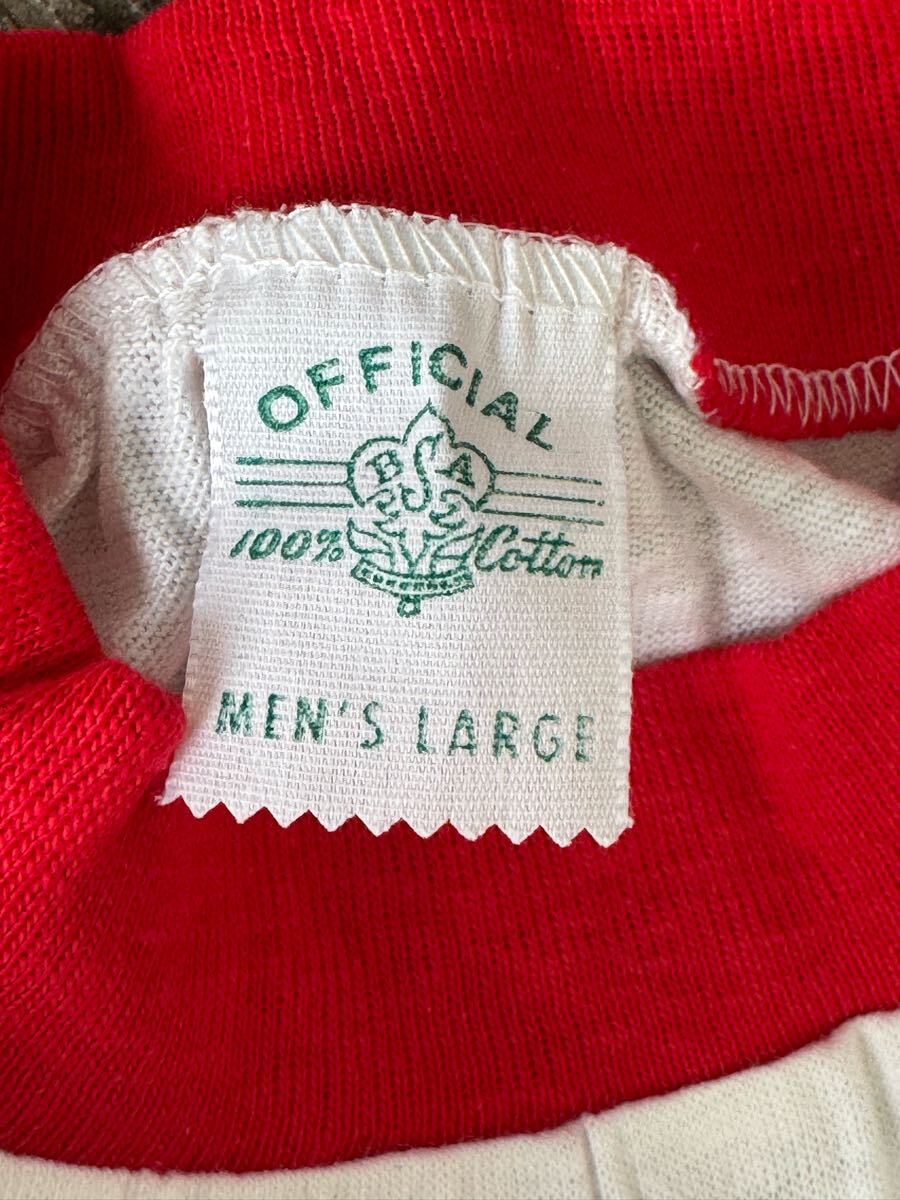 OFFICIAL
BSA
100% Cotton
MEN'S LARGE